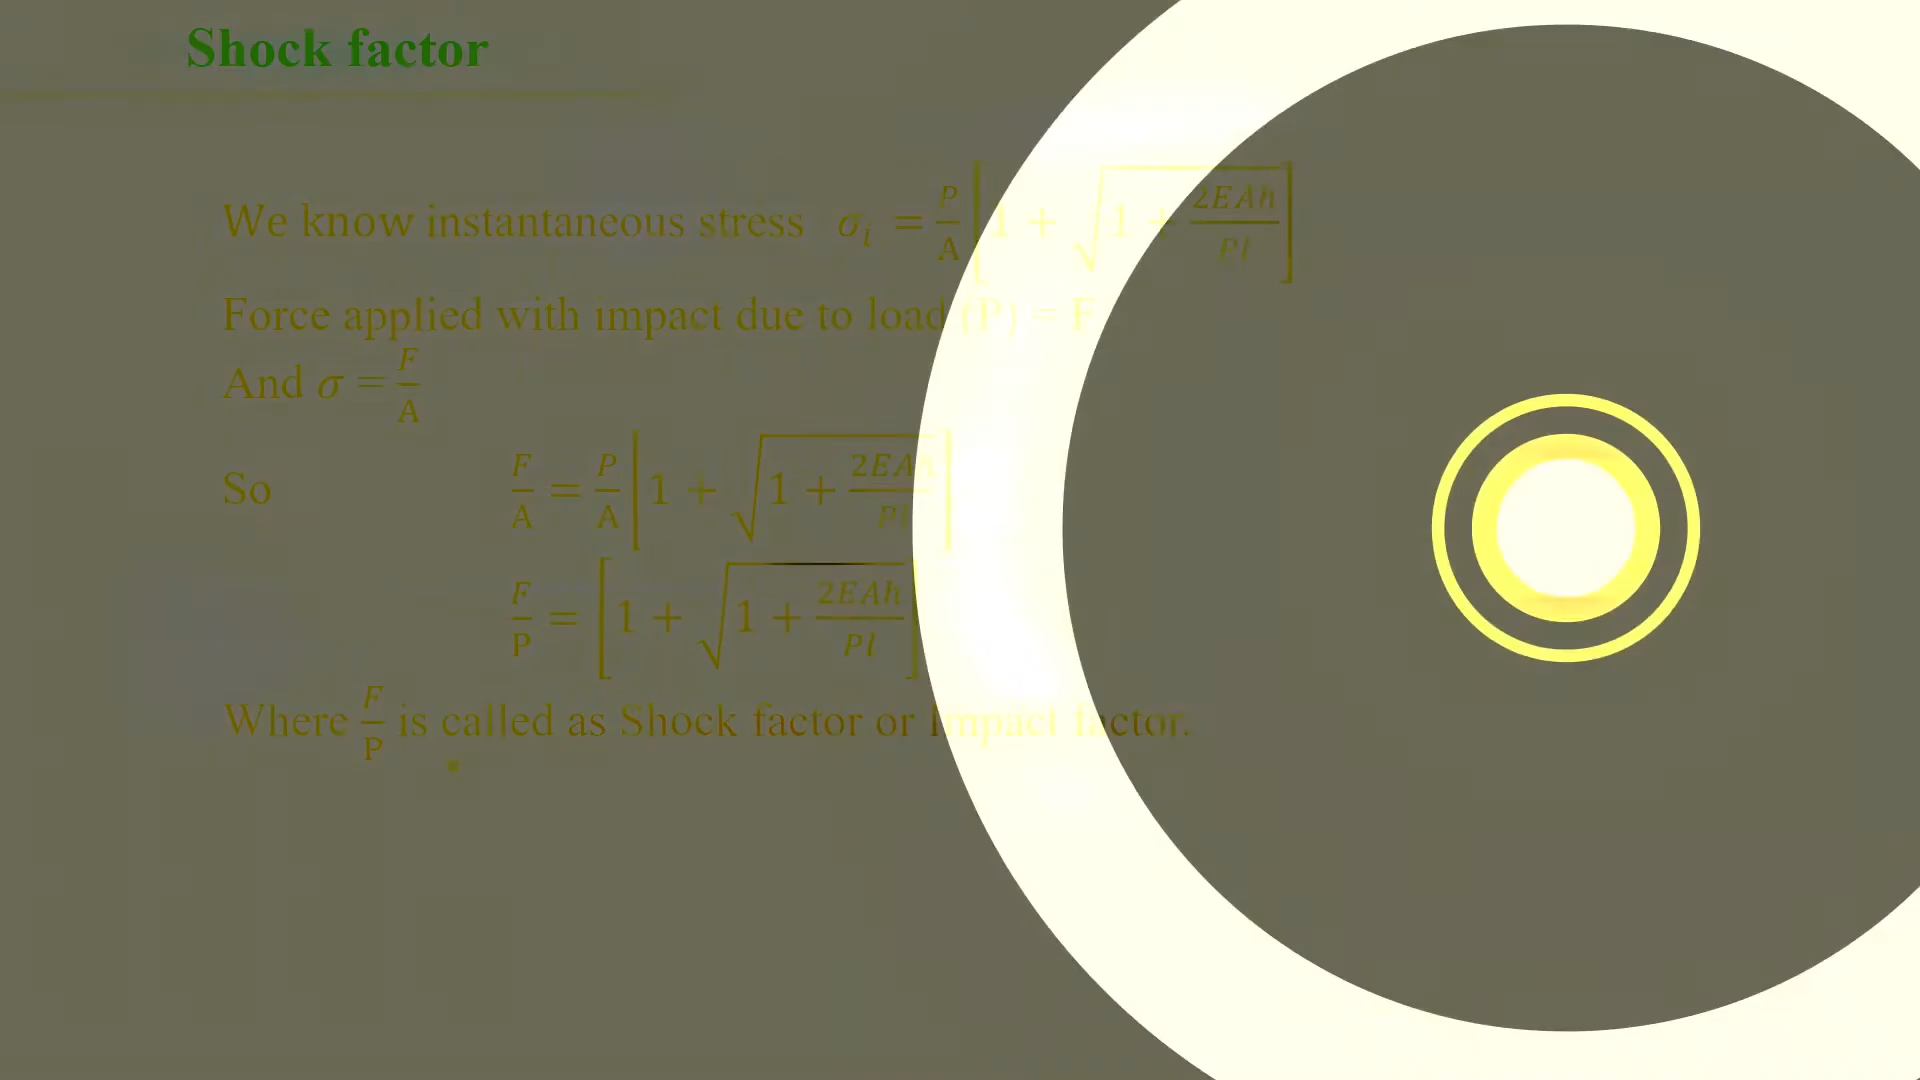 Shock factor
We know instantaneous stress σᵢ = P/A [1 + √(1 + 2EAh/Pl)]
Force applied with impact due to load (P) = F
And σ = F/A
So F/A = P/A [1 + √(1 + 2EAh/Pl)]
F/P = [1 + √(1 + 2EAh/Pl)]
Where F/P is called as Shock factor or Impact factor.